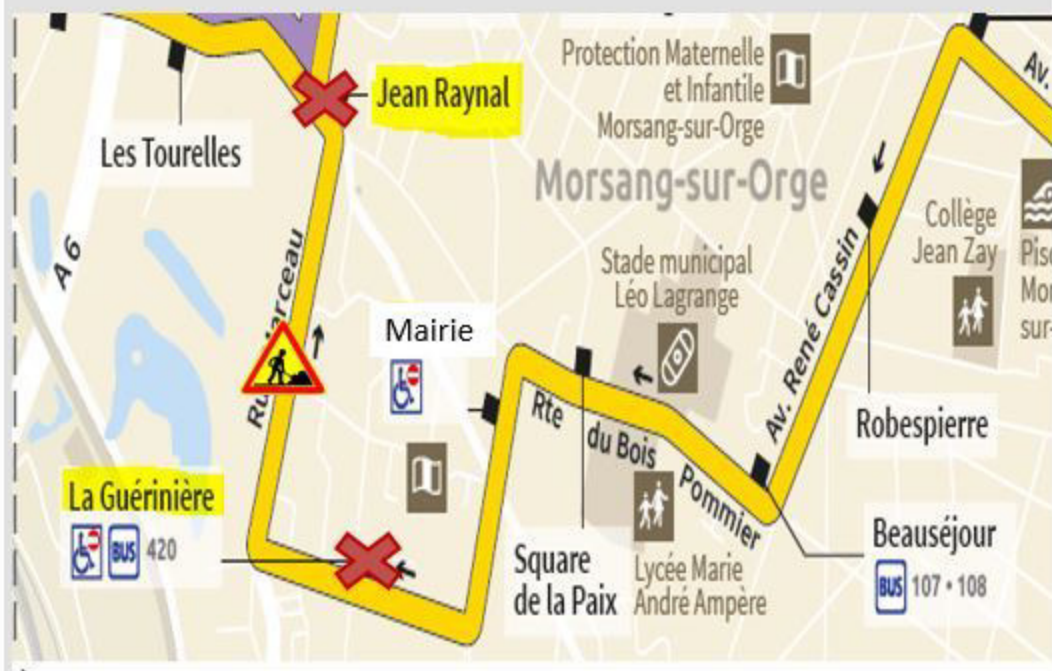 Jean Raynal
Les Tourelles
Protection Maternelle
et Infantile
Morsang-sur-Orge
Morsang-sur-Orge
Av.
A 6
Stade municipal
Léo Lagrange
Av. René Cassin
Collège
Jean Zay
Mairie
Rte
du Bois
Pommier
Robespierre
La Guérinière
BUS 420
Square
de la Paix
Lycée Marie
André Ampère
Beauséjour
BUS 107 • 108